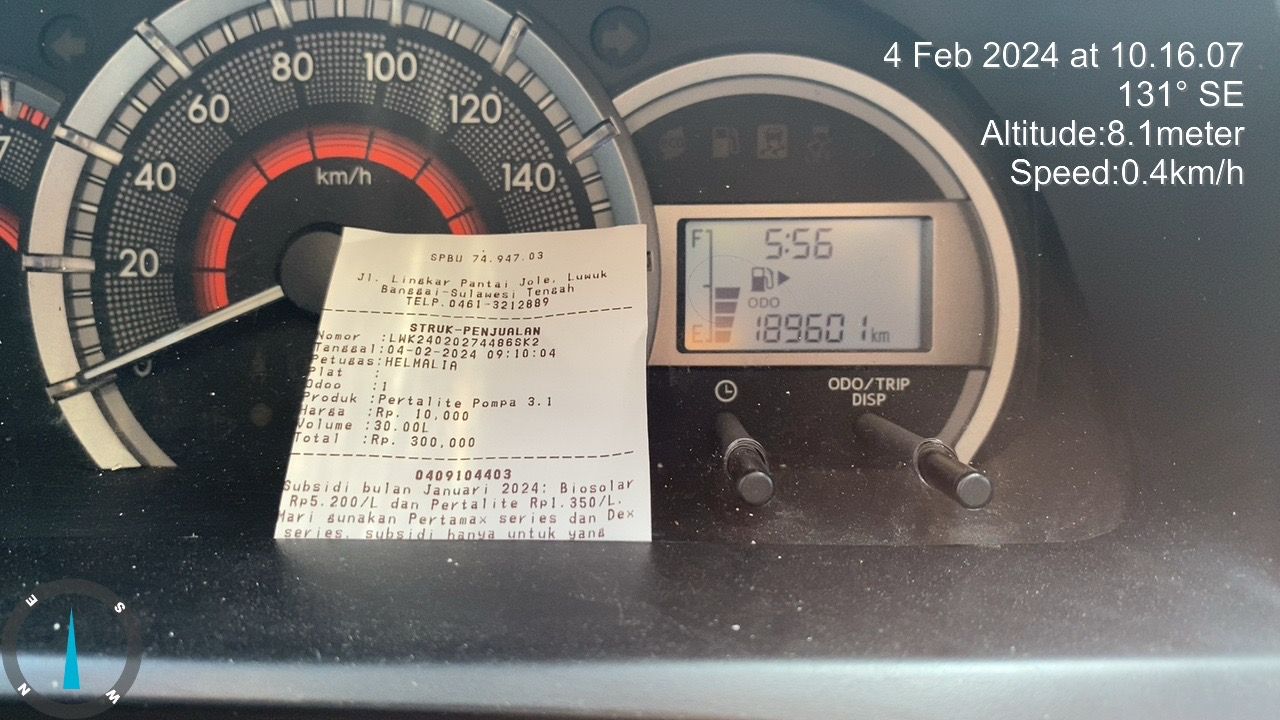 4 Feb 2024 at 10.16.07
131° SE
Altitude:8.1meter
Speed:0.4km/h
20
40
60
80
100
120
140
km/h
0
7
SPBU 74.947.03
Jl. Lingkar Pantai Jole, Luwuk
Banggai-Sulawesi Tengah
TELP.0461-3212889
STRUK-PENJUALAN
Nomor :LWK24020274486SK2
Tanggal:04-02-2024 09:10:04
Petugas:HELMALIA
Plat :
Odoo :1
Produk :Pertalite Pompa 3.1
Harga :Rp. 10,000
Volume :30.00L
Total :Rp. 300,000
0409104403
Subsidi bulan Januari 2024: Biosolar
Rp5.200/L dan Pertalite Rp1.350/L.
Mari gunakan Pertamax series dan Dex
series, subsidi hanya untuk yang
F
5:56
ODO
E
189601 km
ODO/TRIP
DISP
E
S
N
W